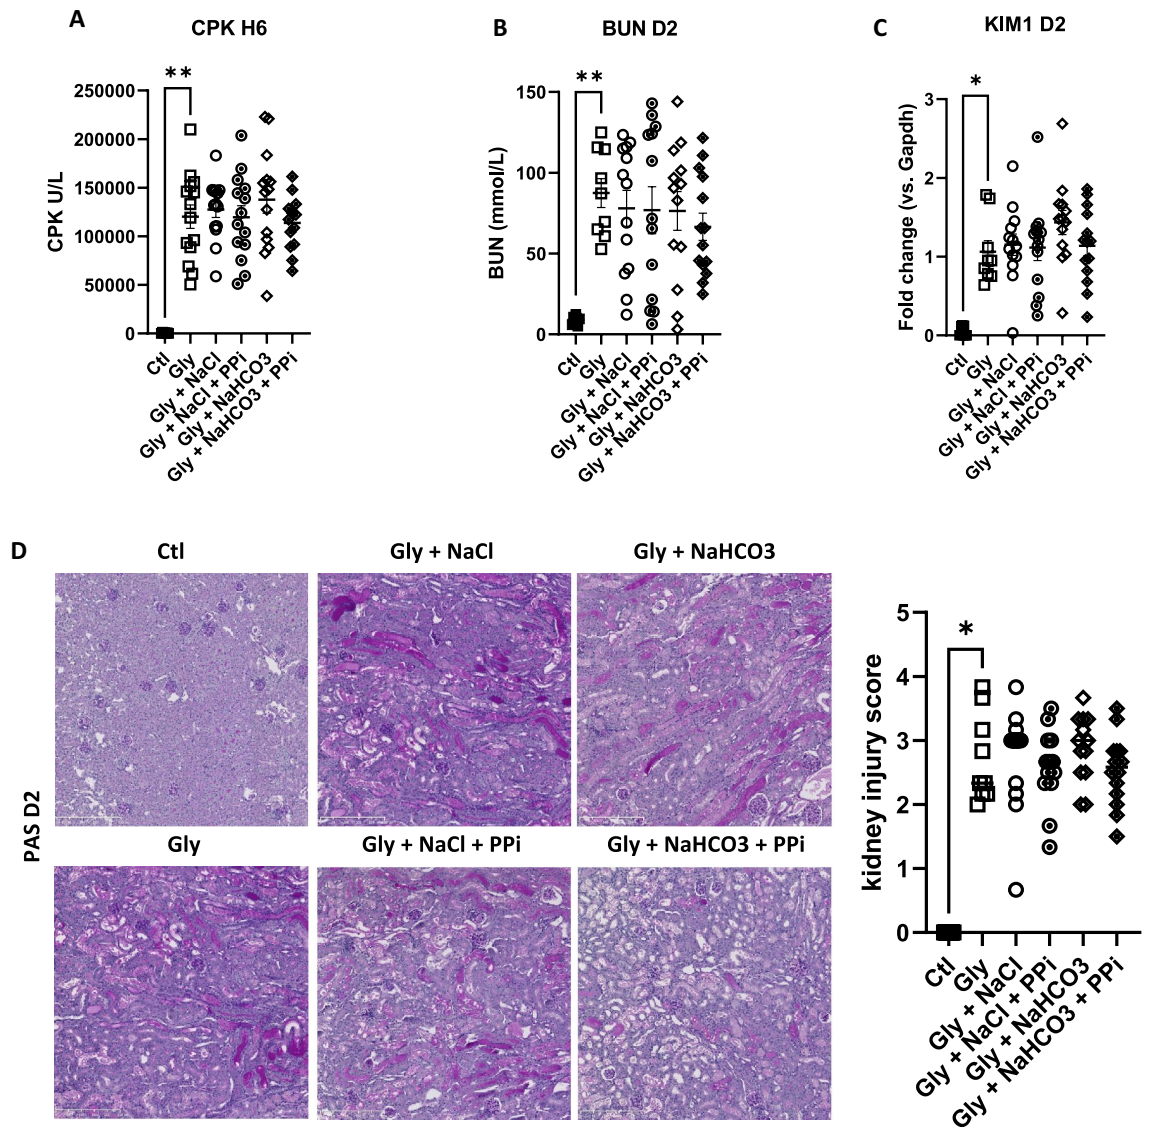 A
CPK H6
CPK U/L
250000
200000
150000
100000
50000
0
**
Ctl
Gly
Gly + NaCl
Gly + NaCl + PPi
Gly + NaHCO3
Gly + NaHCO3 + PPi
B
BUN D2
BUN (mmol/L)
150
100
50
0
**
Ctl
Gly
Gly + NaCl
Gly + NaCl + PPi
Gly + NaHCO3
Gly + NaHCO3 + PPi
C
KIM1 D2
Fold change (vs. Gapdh)
3
2
1
0
*
Ctl
Gly
Gly + NaCl
Gly + NaCl + PPi
Gly + NaHCO3
Gly + NaHCO3 + PPi
D
PAS D2
Ctl
Gly + NaCl
Gly + NaHCO3
Gly
Gly + NaCl + PPi
Gly + NaHCO3 + PPi
kidney injury score
5
4
3
2
1
0
*
Ctl
Gly
Gly + NaCl
Gly + NaCl + PPi
Gly + NaHCO3
Gly + NaHCO3 + PPi